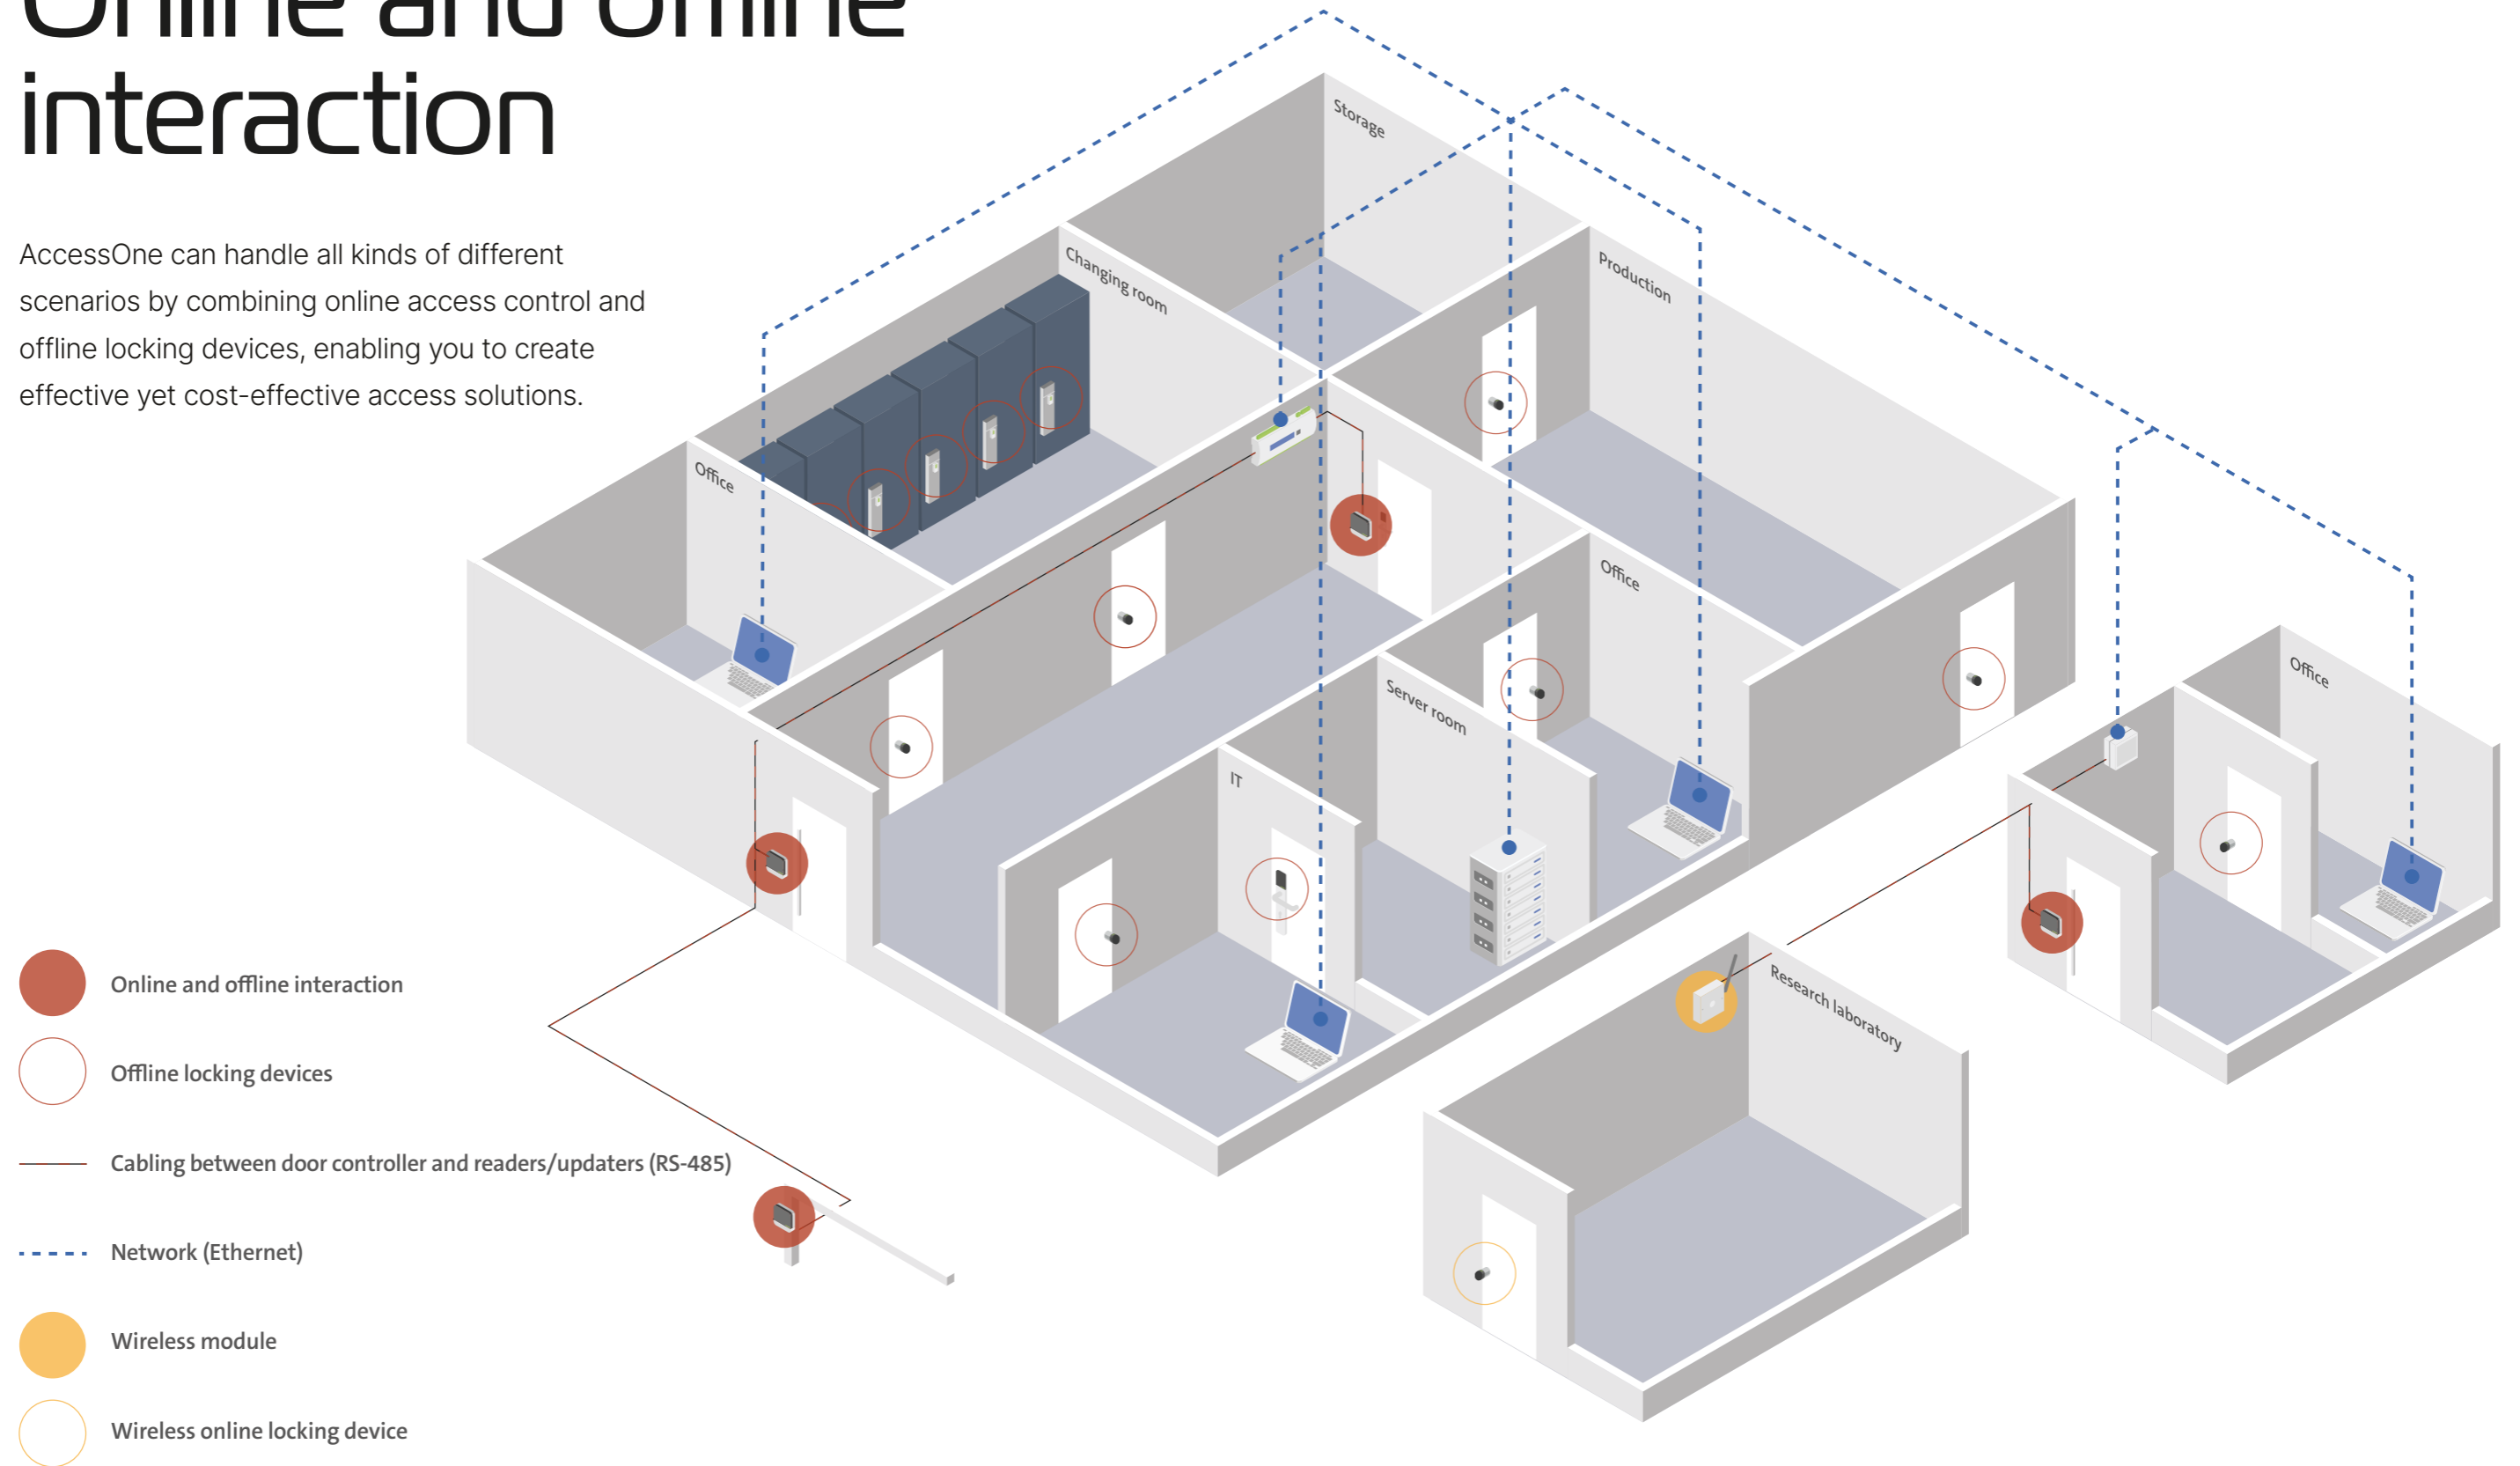 Online and offline
interaction
AccessOne can handle all kinds of different
scenarios by combining online access control and
offline locking devices, enabling you to create
effective yet cost-effective access solutions.
Storage
Changing room
Production
Office
Office
Server room
IT
Office
Research laboratory
Online and offline interaction
Offline locking devices
Cabling between door controller and readers/updaters (RS-485)
Network (Ethernet)
Wireless module
Wireless online locking device